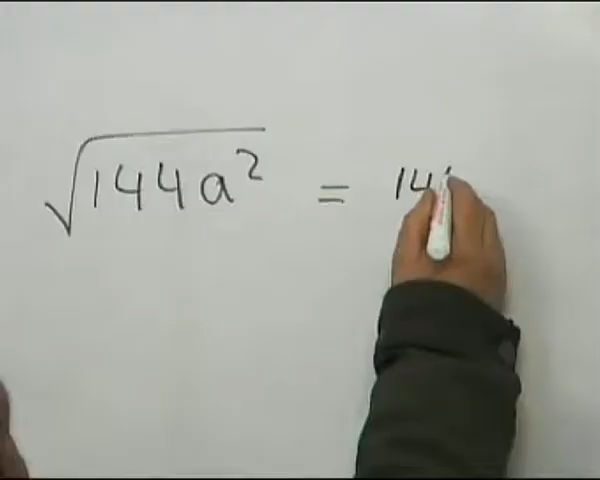 √144a² = 14